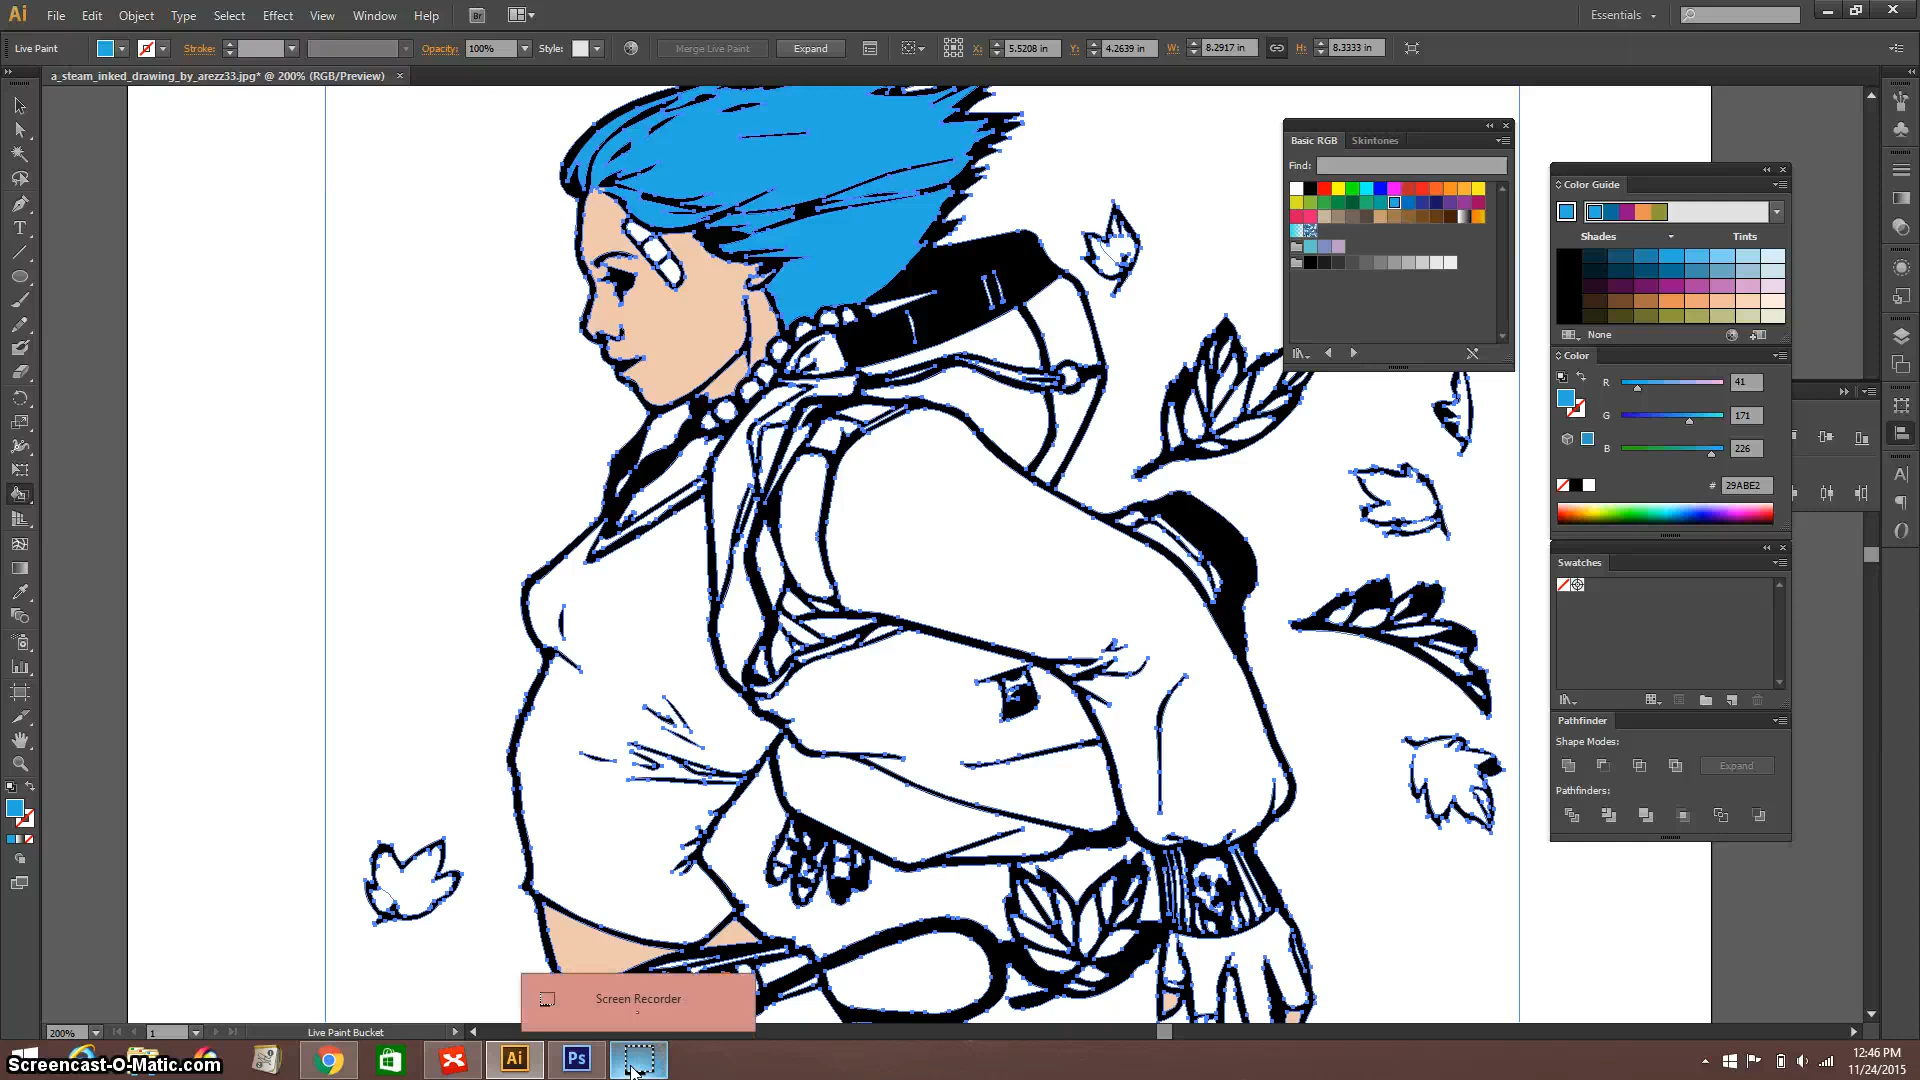 Ai File Edit Object Type Select Effect View Window Help Br Essentials
Live Paint Stroke: Opacity: 100% Style: Merge Live Paint Expand X: 5.5208 in Y: 4.2639 in W: 8.2917 in H: 8.3333 in
a_steam_inked_drawing_by_arezz33.jpg* @ 200% (RGB/Preview)
Basic RGB Skintones
Find:
Color Guide
Shades Tints
None
Color
R 41
G 171
B 226
# 29ABE2
Swatches
Pathfinder
Shape Modes:
Expand
Pathfinders:
Screen Recorder
200% 1 Live Paint Bucket
Ai Ps
Screencast-O-Matic.com
12:46 PM
11/24/2015